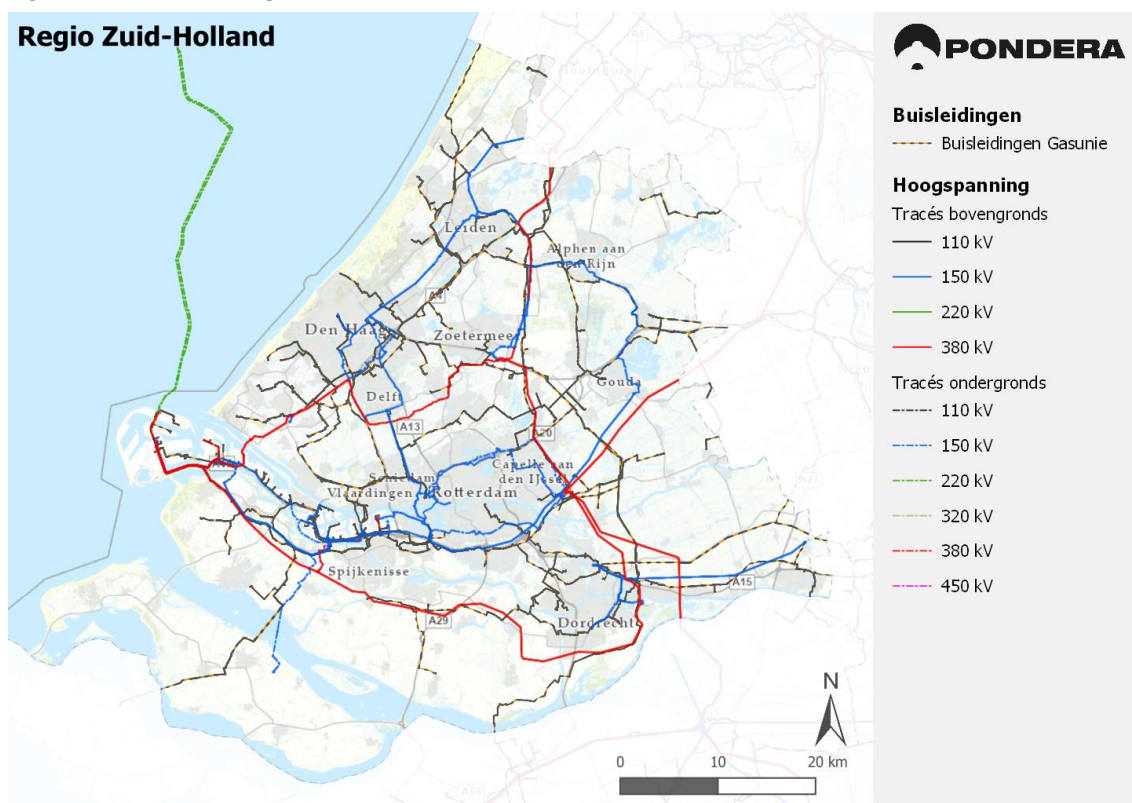 Regio Zuid-Holland
PONDERA
Buisleidingen
Buisleidingen Gasunie
Hoogspanning
Tracés bovengronds
110 kV
150 kV
220 kV
380 kV
Tracés ondergronds
110 kV
150 kV
220 kV
320 kV
380 kV
450 kV
Leiden
Alphen aan
den Rijn
A4
Den Haag
Zoetermeer
Gouda
Delft
A13
A20
Capelle aan
den IJssel
Schiedam
Vlaardingen
Rotterdam
Spijkenisse
A15
A29
Dordrecht
N
0 10 20 km